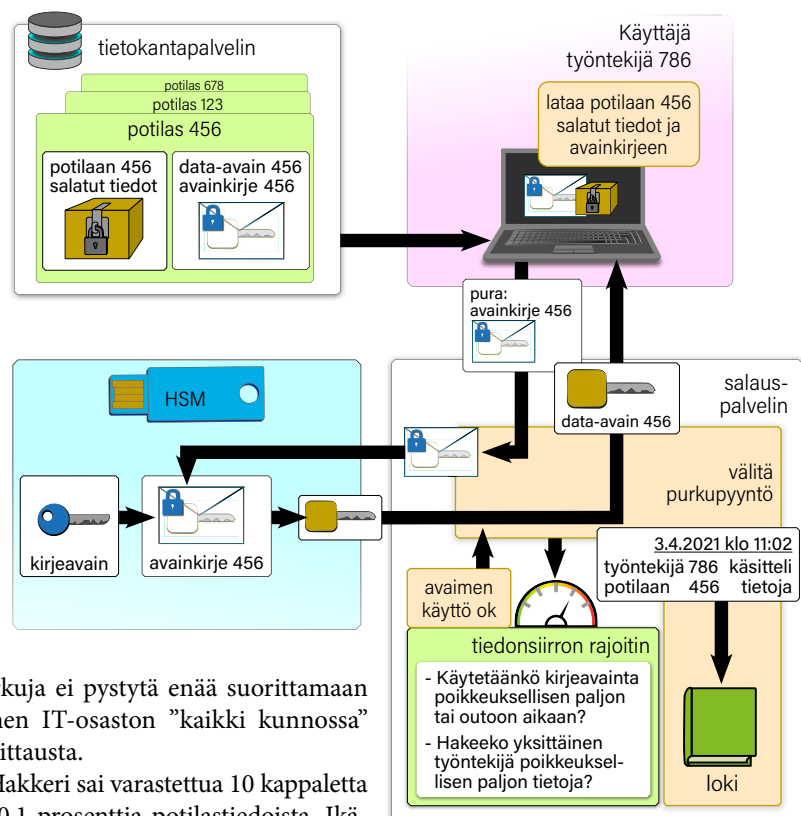 tietokantapalvelin
potilas 678
potilas 123
potilas 456
potilaan 456
salatut tiedot
data-avain 456
avainkirje 456
Käyttäjä
työntekijä 786
lataa potilaan 456
salatut tiedot ja
avainkirjeen
pura:
avainkirje 456
HSM
kirjeavain
avainkirje 456
salaus-
palvelin
data-avain 456
välitä
purkupyyntö
3.4.2021 klo 11:02
työntekijä 786 käsitteli
potilaan 456 tietoja
avaimen
käyttö ok
tiedonsiirron rajoitin
- Käytetäänkö kirjeavainta
poikkeuksellisen paljon
tai outoon aikaan?
- Hakeeko yksittäinen
työntekijä poikkeuksel-
lisen paljon tietoja?
loki
ei pystytä enää suorittamaan
IT-osaston ”kaikki kunnossa”
Hakkeri sai varastettua 10 kappaletta
prosenttia potilastiedoista.